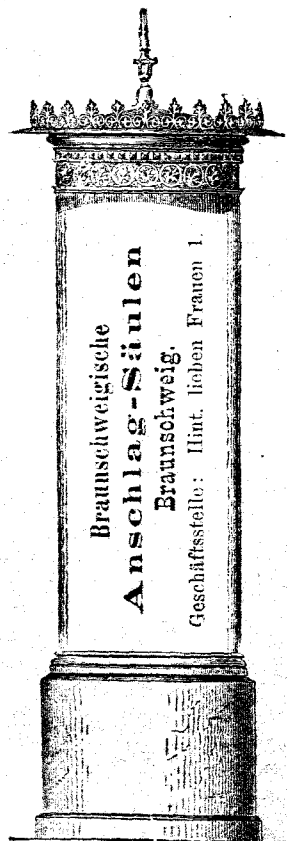 Braunschweigische
Anschlag-Säulen
Braunschweig.
Geschäftsstelle: Hint. lieben Frauen 1.